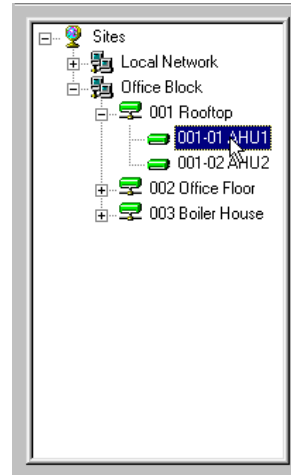 Sites
Local Network
Office Block
001 Rooftop
001-01 AHU1
001-02 AHU2
002 Office Floor
003 Boiler House